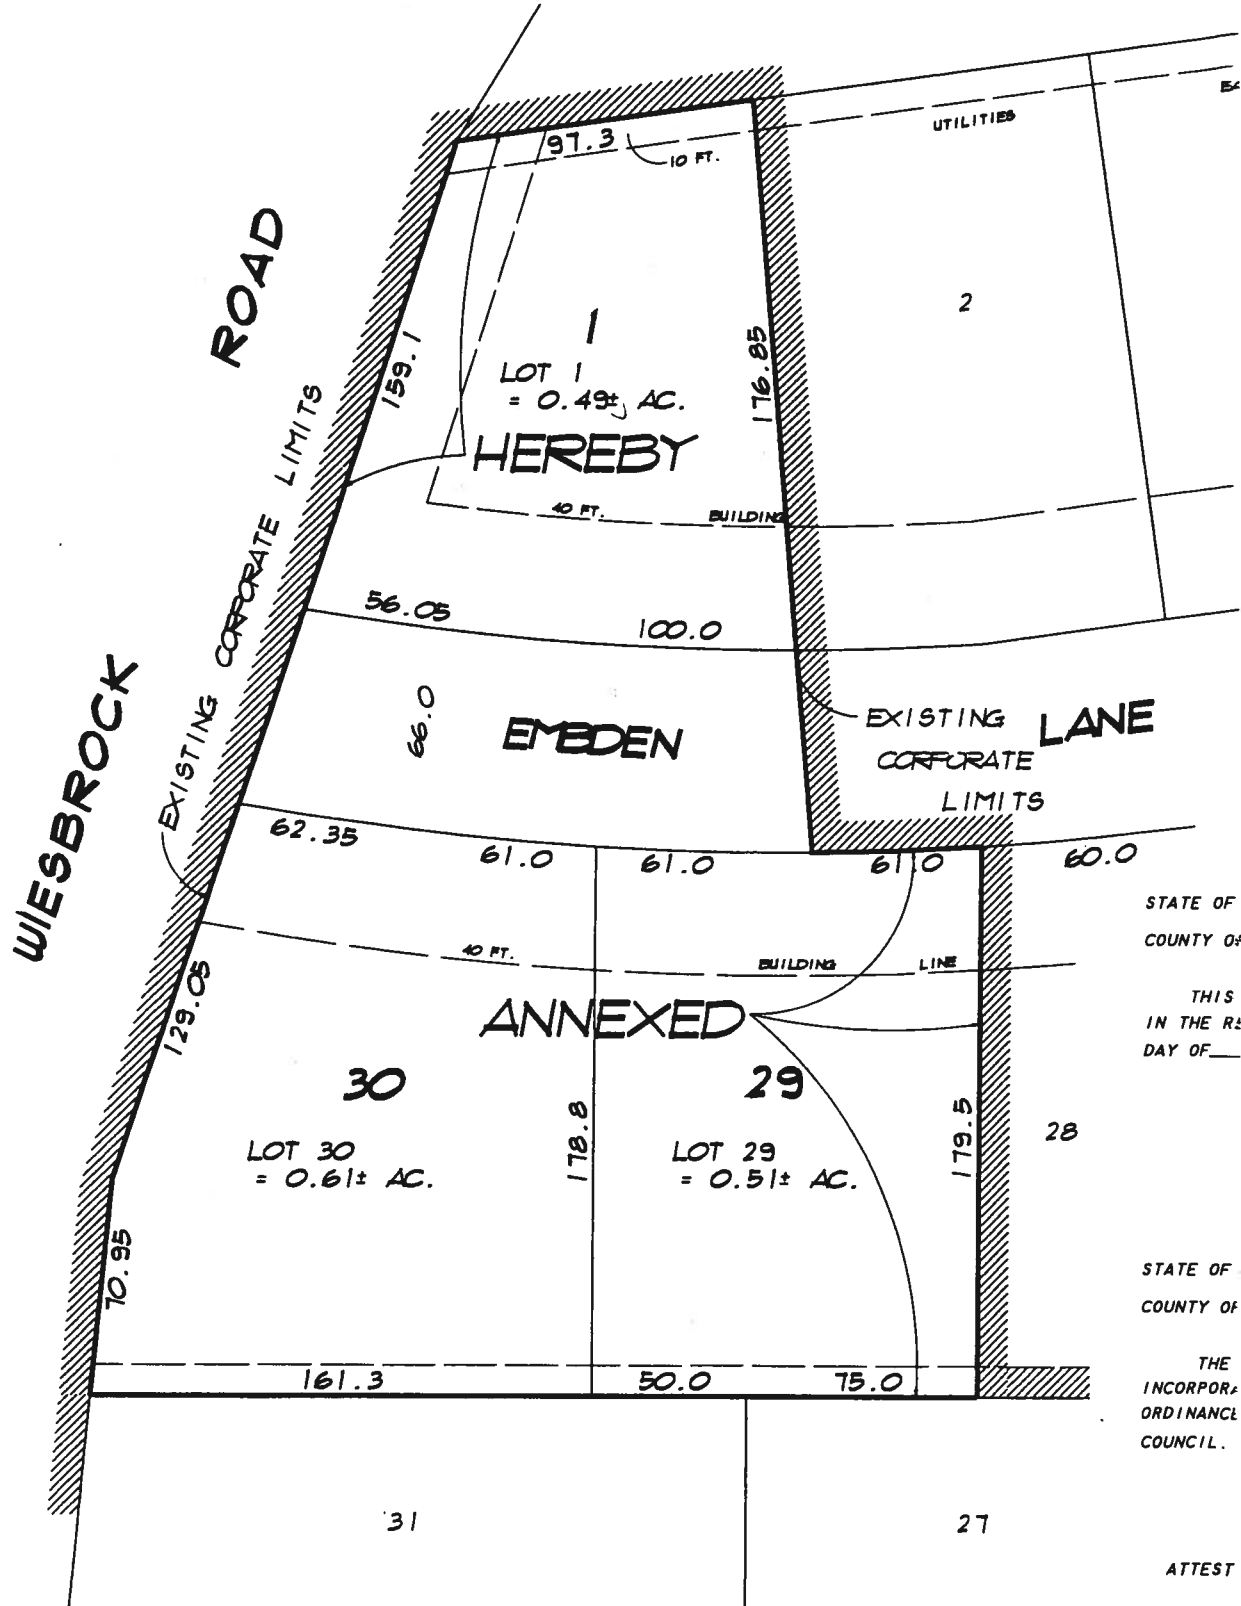 UTILITIES
97.3
10 FT.
ROAD
2
1
159.1
176.85
LOT 1
= 0.49± AC.
HEREBY
EXISTING CORPORATE LIMITS
40 FT.
BUILDING
56.05
100.0
66.0
EMBDEN
EXISTING
CORPORATE
LIMITS
LANE
WIESBROCK
62.35
61.0
61.0
61.0
60.0
STATE OF
COUNTY
40 FT.
BUILDING
LINE
129.05
ANNEXED
THIS
IN THE
DAY OF
30
29
178.8
179.5
28
LOT 30
= 0.61± AC.
LOT 29
= 0.51± AC.
70.95
STATE OF
COUNTY OF
THE
INCORPORA
ORDINANCE
COUNCIL.
161.3
50.0
75.0
31
27
ATTEST